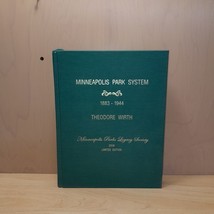 MINNEAPOLIS PARK SYSTEM
1883 - 1944
THEODORE WIRTH
Minneapolis Parks Legacy Society
LIMITED EDITION